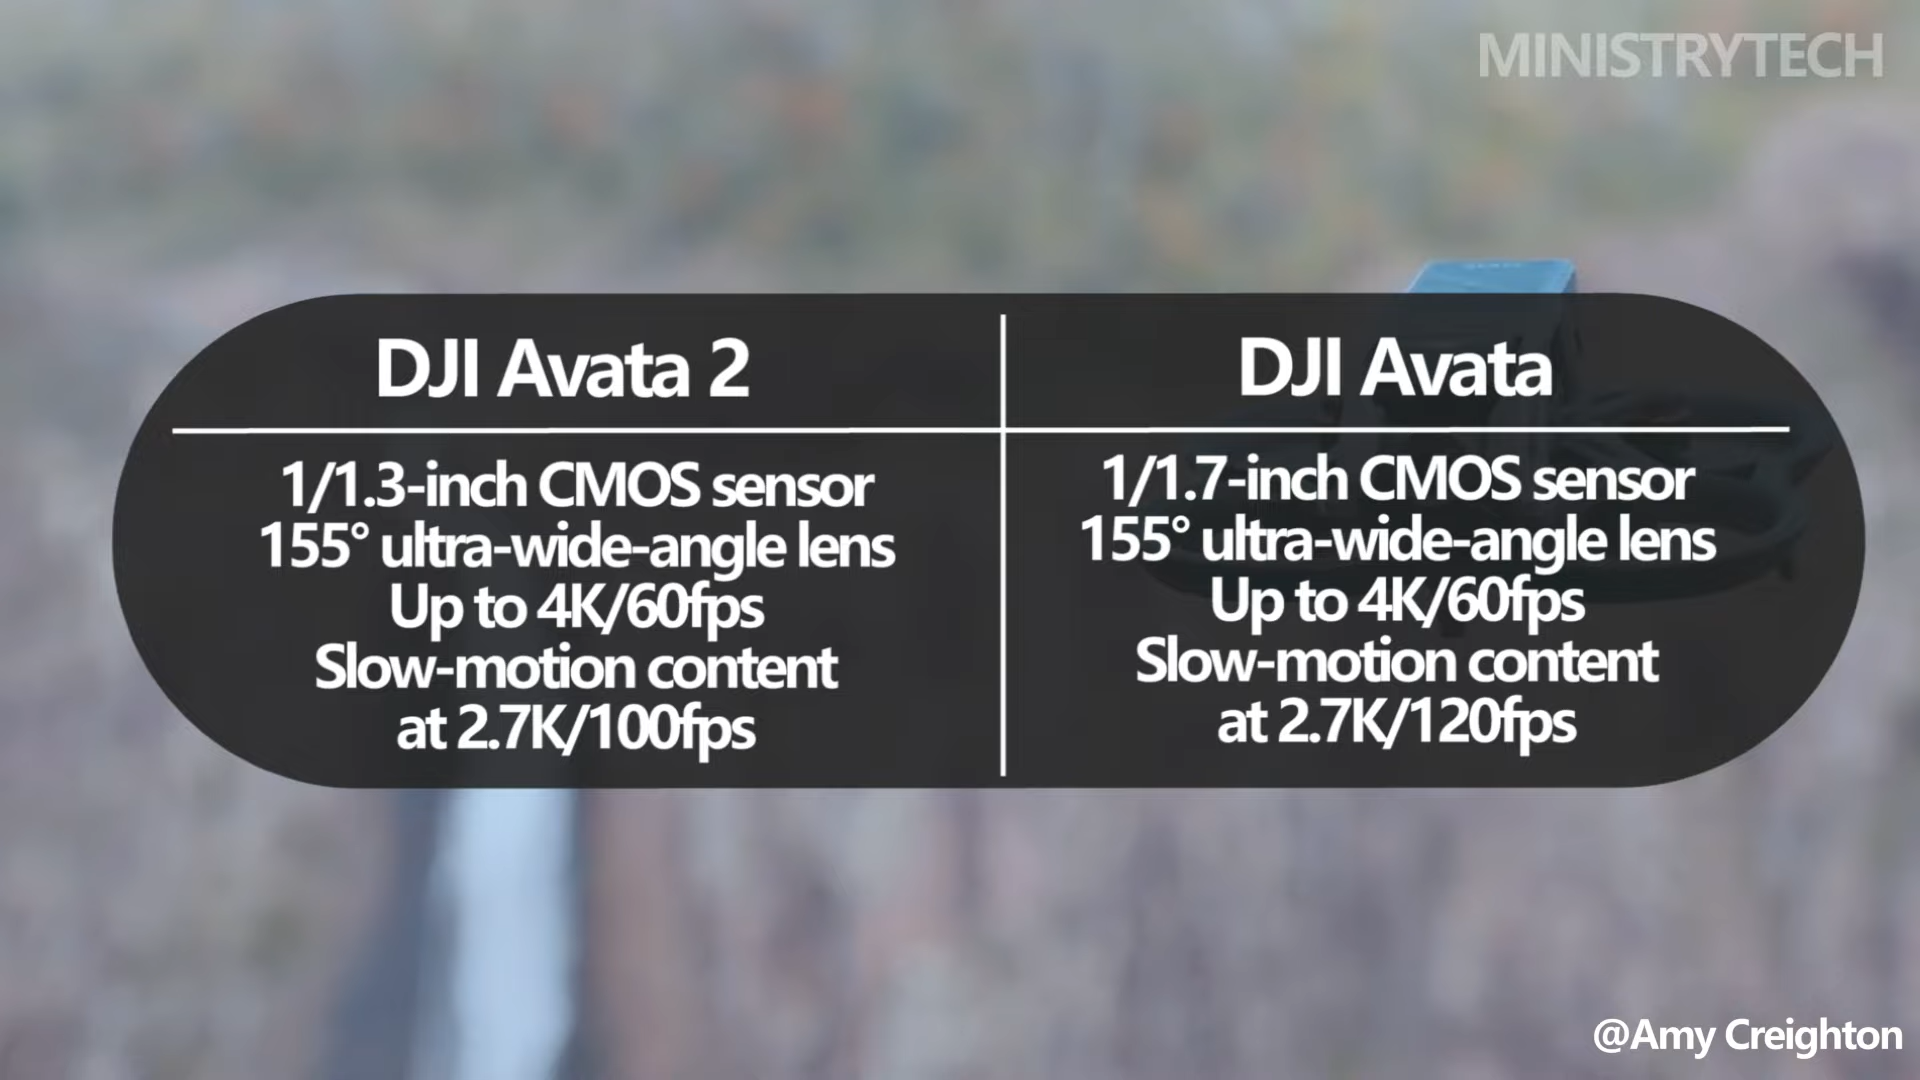 MINISTRYTECH
DJI Avata 2
1/1.3-inch CMOS sensor
155° ultra-wide-angle lens
Up to 4K/60fps
Slow-motion content
at 2.7K/100fps
DJI Avata
1/1.7-inch CMOS sensor
155° ultra-wide-angle lens
Up to 4K/60fps
Slow-motion content
at 2.7K/120fps
@Amy Creighton